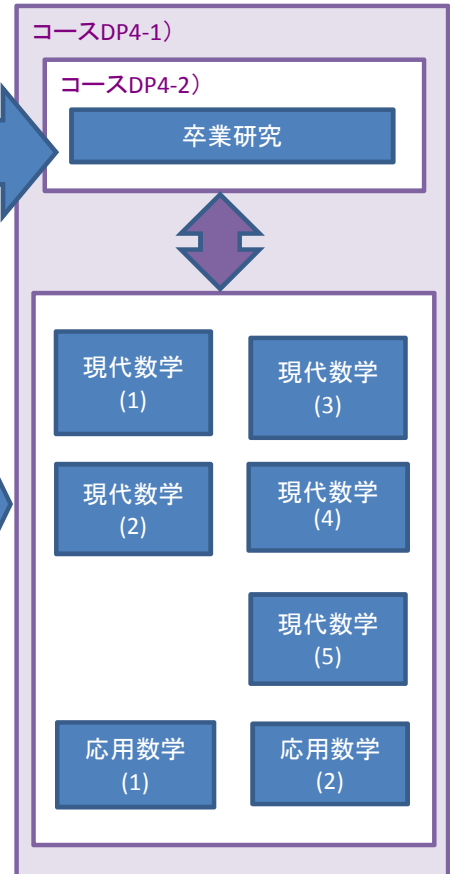 コースDP4-1）
コースDP4-2）
卒業研究
現代数学
(1)
現代数学
(3)
現代数学
(2)
現代数学
(4)
現代数学
(5)
応用数学
(1)
応用数学
(2)